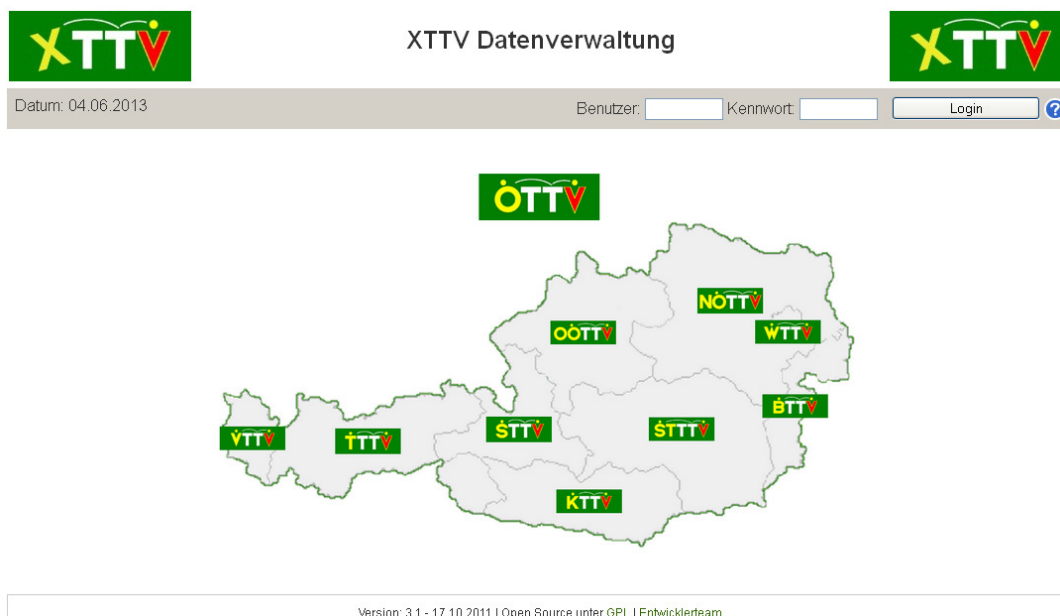 XTTV XTTV Datenverwaltung XTTV
Datum: 04.06.2013 Benutzer: Kennwort: Login ?
ÖTTV
NÖTTV
OÖTTV
WTTV
BTTV
STTV
STTTV
VTTV
TTTV
KTTV
Version: 3.1 - 17.10.2011 | Open Source unter GPL | Entwicklerteam